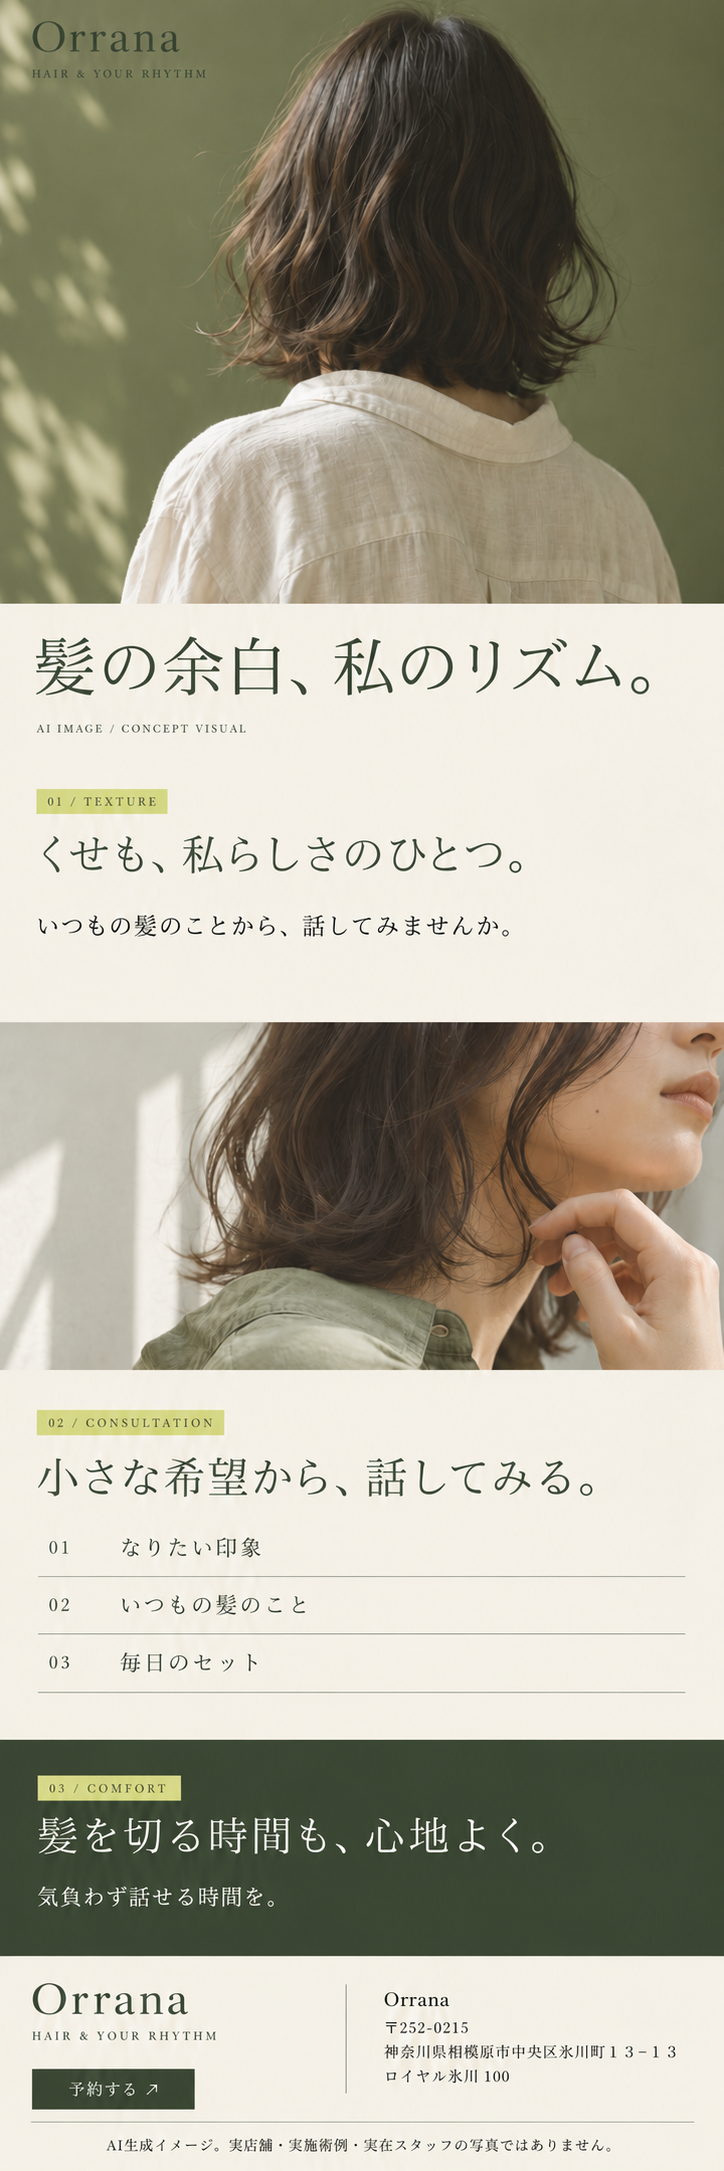 Orrana
HAIR & YOUR RHYTHM
髪の余白、私のリズム。
AI IMAGE / CONCEPT VISUAL
01 / TEXTURE
くせも、私らしさのひとつ。
いつもの髪のことから、話してみませんか。
02 / CONSULTATION
小さな希望から、話してみる。
01 なりたい印象
02 いつもの髪のこと
03 毎日のセット
03 / COMFORT
髪を切る時間も、心地よく。
気負わず話せる時間を。
Orrana
HAIR & YOUR RHYTHM
予約する ↗
Orrana
〒252-0215
神奈川県相模原市中央区氷川町１３−１３
ロイヤル氷川 100
AI生成イメージ。実店舗・実施術例・実在スタッフの写真ではありません。